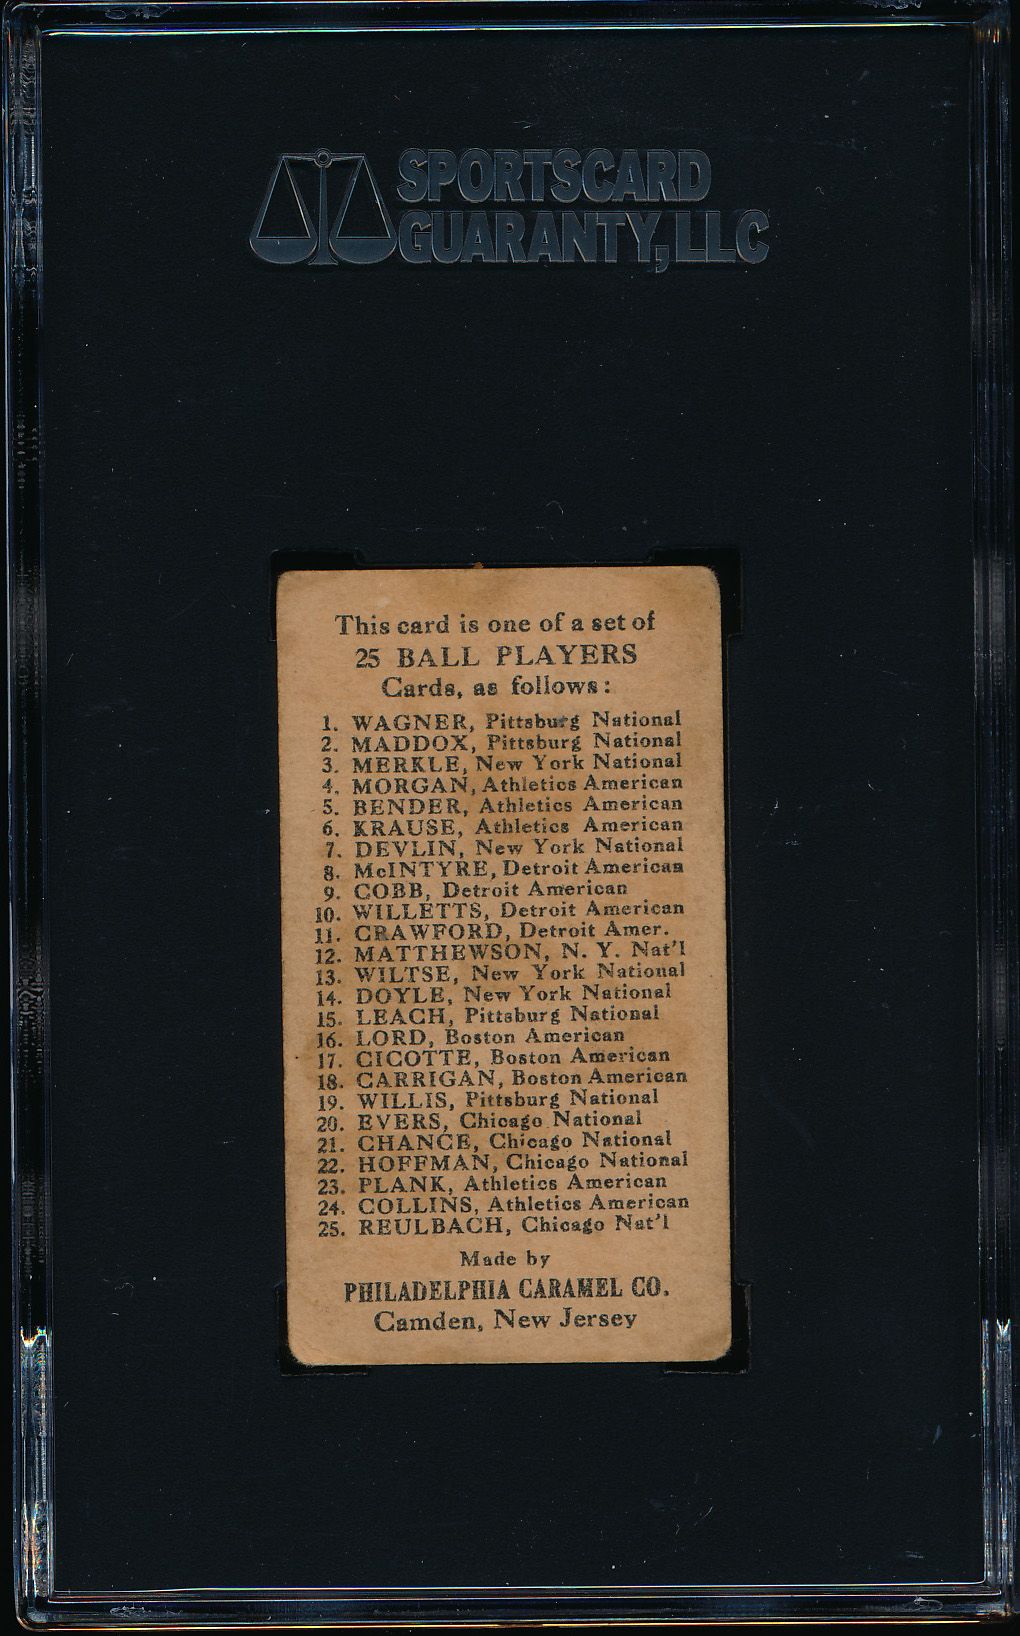 SPORTSCARD
GUARANTY, LLC
This card is one of a set of
25 BALL PLAYERS
Cards, as follows:
1. WAGNER, Pittsburg National
2. MADDOX, Pittsburg National
3. MERKLE, New York National
4. MORGAN, Athletics American
5. BENDER, Athletics American
6. KRAUSE, Athletics American
7. DEVLIN, New York National
8. McINTYRE, Detroit American
9. COBB, Detroit American
10. WILLETTS, Detroit American
11. CRAWFORD, Detroit Amer.
12. MATTHEWSON, N. Y. Nat'l
13. WILTSE, New York National
14. DOYLE, New York National
15. LEACH, Pittsburg National
16. LORD, Boston American
17. CICOTTE, Boston American
18. CARRIGAN, Boston American
19. WILLIS, Pittsburg National
20. EVERS, Chicago National
21. CHANCE, Chicago National
22. HOFFMAN, Chicago National
23. PLANK, Athletics American
24. COLLINS, Athletics American
25. REULBACH, Chicago Nat'l
Made by
PHILADELPHIA CARAMEL CO.
Camden, New Jersey